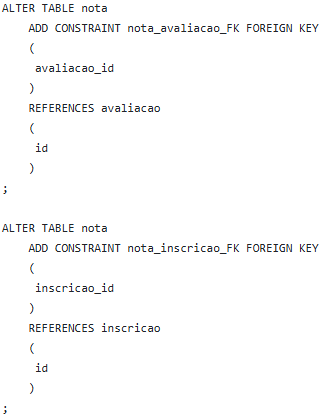 ALTER TABLE nota
    ADD CONSTRAINT nota_avaliacao_FK FOREIGN KEY
    (
     avaliacao_id
    )
    REFERENCES avaliacao
    (
     id
    )
;

ALTER TABLE nota
    ADD CONSTRAINT nota_inscricao_FK FOREIGN KEY
    (
     inscricao_id
    )
    REFERENCES inscricao
    (
     id
    )
;